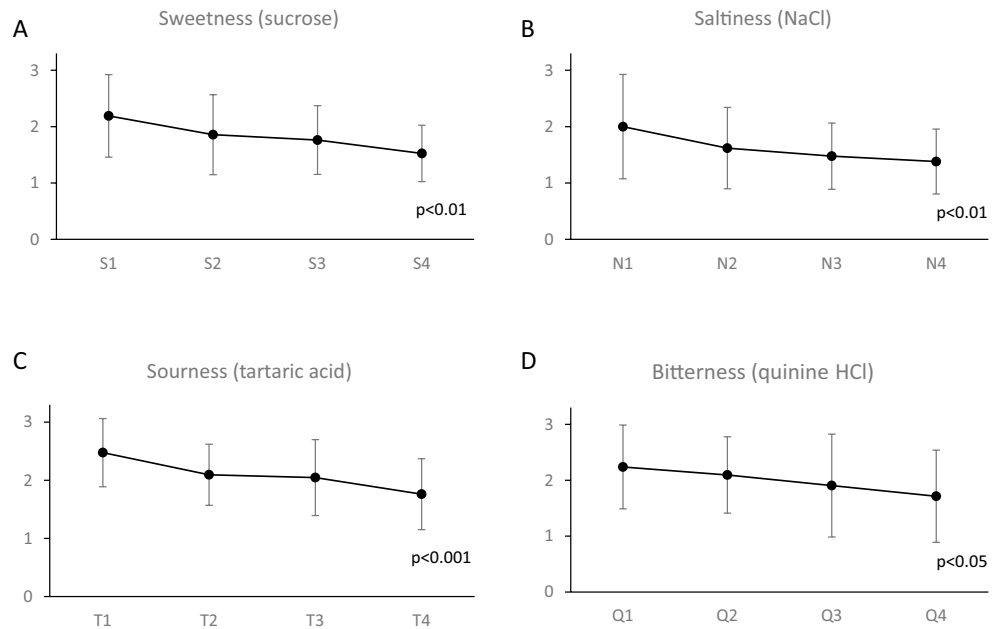 A
Sweetness (sucrose)
3
2
1
0
p<0.01
S1 S2 S3 S4
B
Saltiness (NaCl)
3
2
1
0
p<0.01
N1 N2 N3 N4
C
Sourness (tartaric acid)
3
2
1
0
p<0.001
T1 T2 T3 T4
D
Bitterness (quinine HCl)
3
2
1
0
p<0.05
Q1 Q2 Q3 Q4